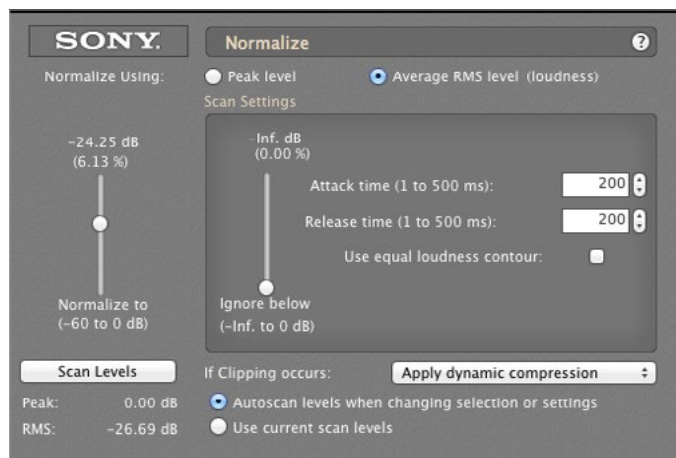 SONY.
Normalize
?
Normalize Using:
Peak level
Average RMS level (loudness)
Scan Settings
-24.25 dB
(6.13 %)
-Inf. dB
(0.00 %)
Attack time (1 to 500 ms):
200
Release time (1 to 500 ms):
200
Use equal loudness contour:
Normalize to
(-60 to 0 dB)
Ignore below
(-Inf. to 0 dB)
Scan Levels
If Clipping occurs:
Apply dynamic compression
Peak:
0.00 dB
Autoscan levels when changing selection or settings
RMS:
-26.69 dB
Use current scan levels